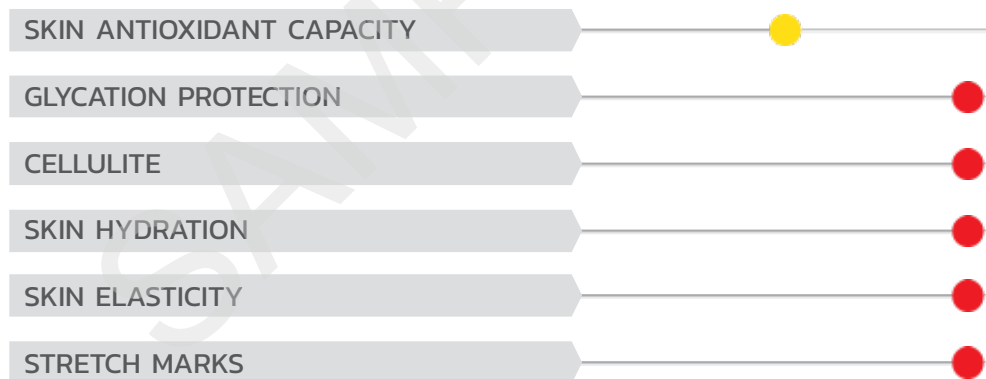 SKIN ANTIOXIDANT CAPACITY
GLYCATION PROTECTION
CELLULITE
SKIN HYDRATION
SKIN ELASTICITY
STRETCH MARKS